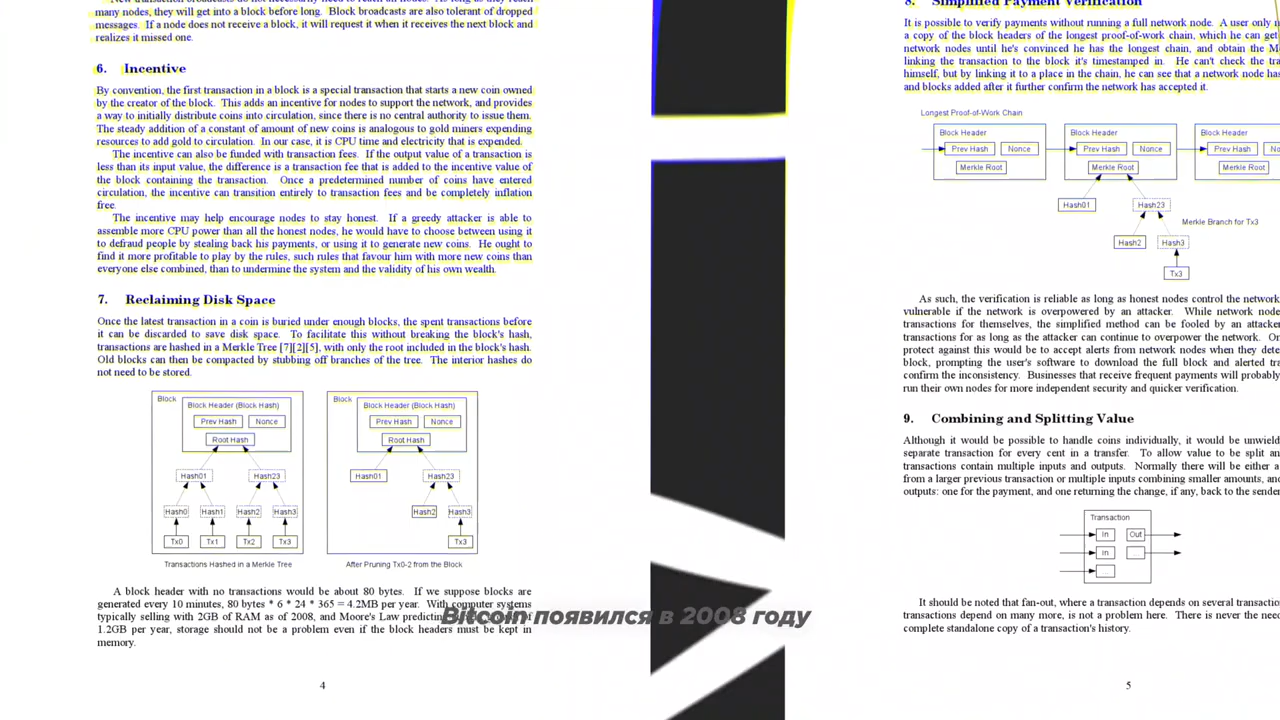 many nodes, they will get into a block before long. Block broadcasts are also tolerant of dropped
messages. If a node does not receive a block, it will request it when it receives the next block and
realizes it missed one.
6. Incentive
By convention, the first transaction in a block is a special transaction that starts a new coin owned
by the creator of the block. This adds an incentive for nodes to support the network, and provides
a way to initially distribute coins into circulation, since there is no central authority to issue them.
The steady addition of a constant of amount of new coins is analogous to gold miners expending
resources to add gold to circulation. In our case, it is CPU time and electricity that is expended.
The incentive can also be funded with transaction fees. If the output value of a transaction is
less than its input value, the difference is a transaction fee that is added to the incentive value of
the block containing the transaction. Once a predetermined number of coins have entered
circulation, the incentive can transition entirely to transaction fees and be completely inflation
free.
The incentive may help encourage nodes to stay honest. If a greedy attacker is able to
assemble more CPU power than all the honest nodes, he would have to choose between using it
to defraud people by stealing back his payments, or using it to generate new coins. He ought to
find it more profitable to play by the rules, such rules that favour him with more new coins than
everyone else combined, than to undermine the system and the validity of his own wealth.
7. Reclaiming Disk Space
Once the latest transaction in a coin is buried under enough blocks, the spent transactions before
it can be discarded to save disk space. To facilitate this without breaking the block's hash,
transactions are hashed in a Merkle Tree [7][2][5], with only the root included in the block's hash.
Old blocks can then be compacted by stubbing off branches of the tree. The interior hashes do
not need to be stored.
Block
Block Header (Block Hash)
Prev Hash Nonce
Root Hash
Hash01 Hash23
Hash0 Hash1 Hash2 Hash3
Tx0 Tx1 Tx2 Tx3
Transactions Hashed in a Merkle Tree
Block
Block Header (Block Hash)
Prev Hash Nonce
Root Hash
Hash01 Hash23
Hash2 Hash3
Tx3
After Pruning Tx0-2 from the Block
A block header with no transactions would be about 80 bytes. If we suppose blocks are
generated every 10 minutes, 80 bytes * 6 * 24 * 365 = 4.2MB per year. With computer systems
typically selling with 2GB of RAM as of 2008, and Moore's Law predicting
1.2GB per year, storage should not be a problem even if the block headers must be kept in
memory.
4
Bitcoin появился в 2008 году
8. Simplified Payment Verification
It is possible to verify payments without running a full network node. A user only
a copy of the block headers of the longest proof-of-work chain, which he can get
network nodes until he's convinced he has the longest chain, and obtain the
linking the transaction to the block it's timestamped in. He can't check the
himself, but by linking it to a place in the chain, he can see that a network node has
and blocks added after it further confirm the network has accepted it.
Longest Proof-of-Work Chain
Block Header Block Header Block Header
Prev Hash Nonce Prev Hash Nonce Prev Hash
Merkle Root Merkle Root Merkle Root
Hash01 Hash23
Merkle Branch for Tx3
Hash2 Hash3
Tx3
As such, the verification is reliable as long as honest nodes control the network
vulnerable if the network is overpowered by an attacker. While network
transactions for themselves, the simplified method can be fooled by an
transactions for as long as the attacker can continue to overpower the network.
protect against this would be to accept alerts from network nodes when they
block, prompting the user's software to download the full block and alerted
confirm the inconsistency. Businesses that receive frequent payments will probably
run their own nodes for more independent security and quicker verification.
9. Combining and Splitting Value
Although it would be possible to handle coins individually, it would be
separate transaction for every cent in a transfer. To allow value to be split
transactions contain multiple inputs and outputs. Normally there will be either a
from a larger previous transaction or multiple inputs combining smaller amounts,
outputs: one for the payment, and one returning the change, if any, back to the
Transaction
In Out
In ...
...
It should be noted that fan-out, where a transaction depends on several
transactions depend on many more, is not a problem here. There is never the
complete standalone copy of a transaction's history.
5